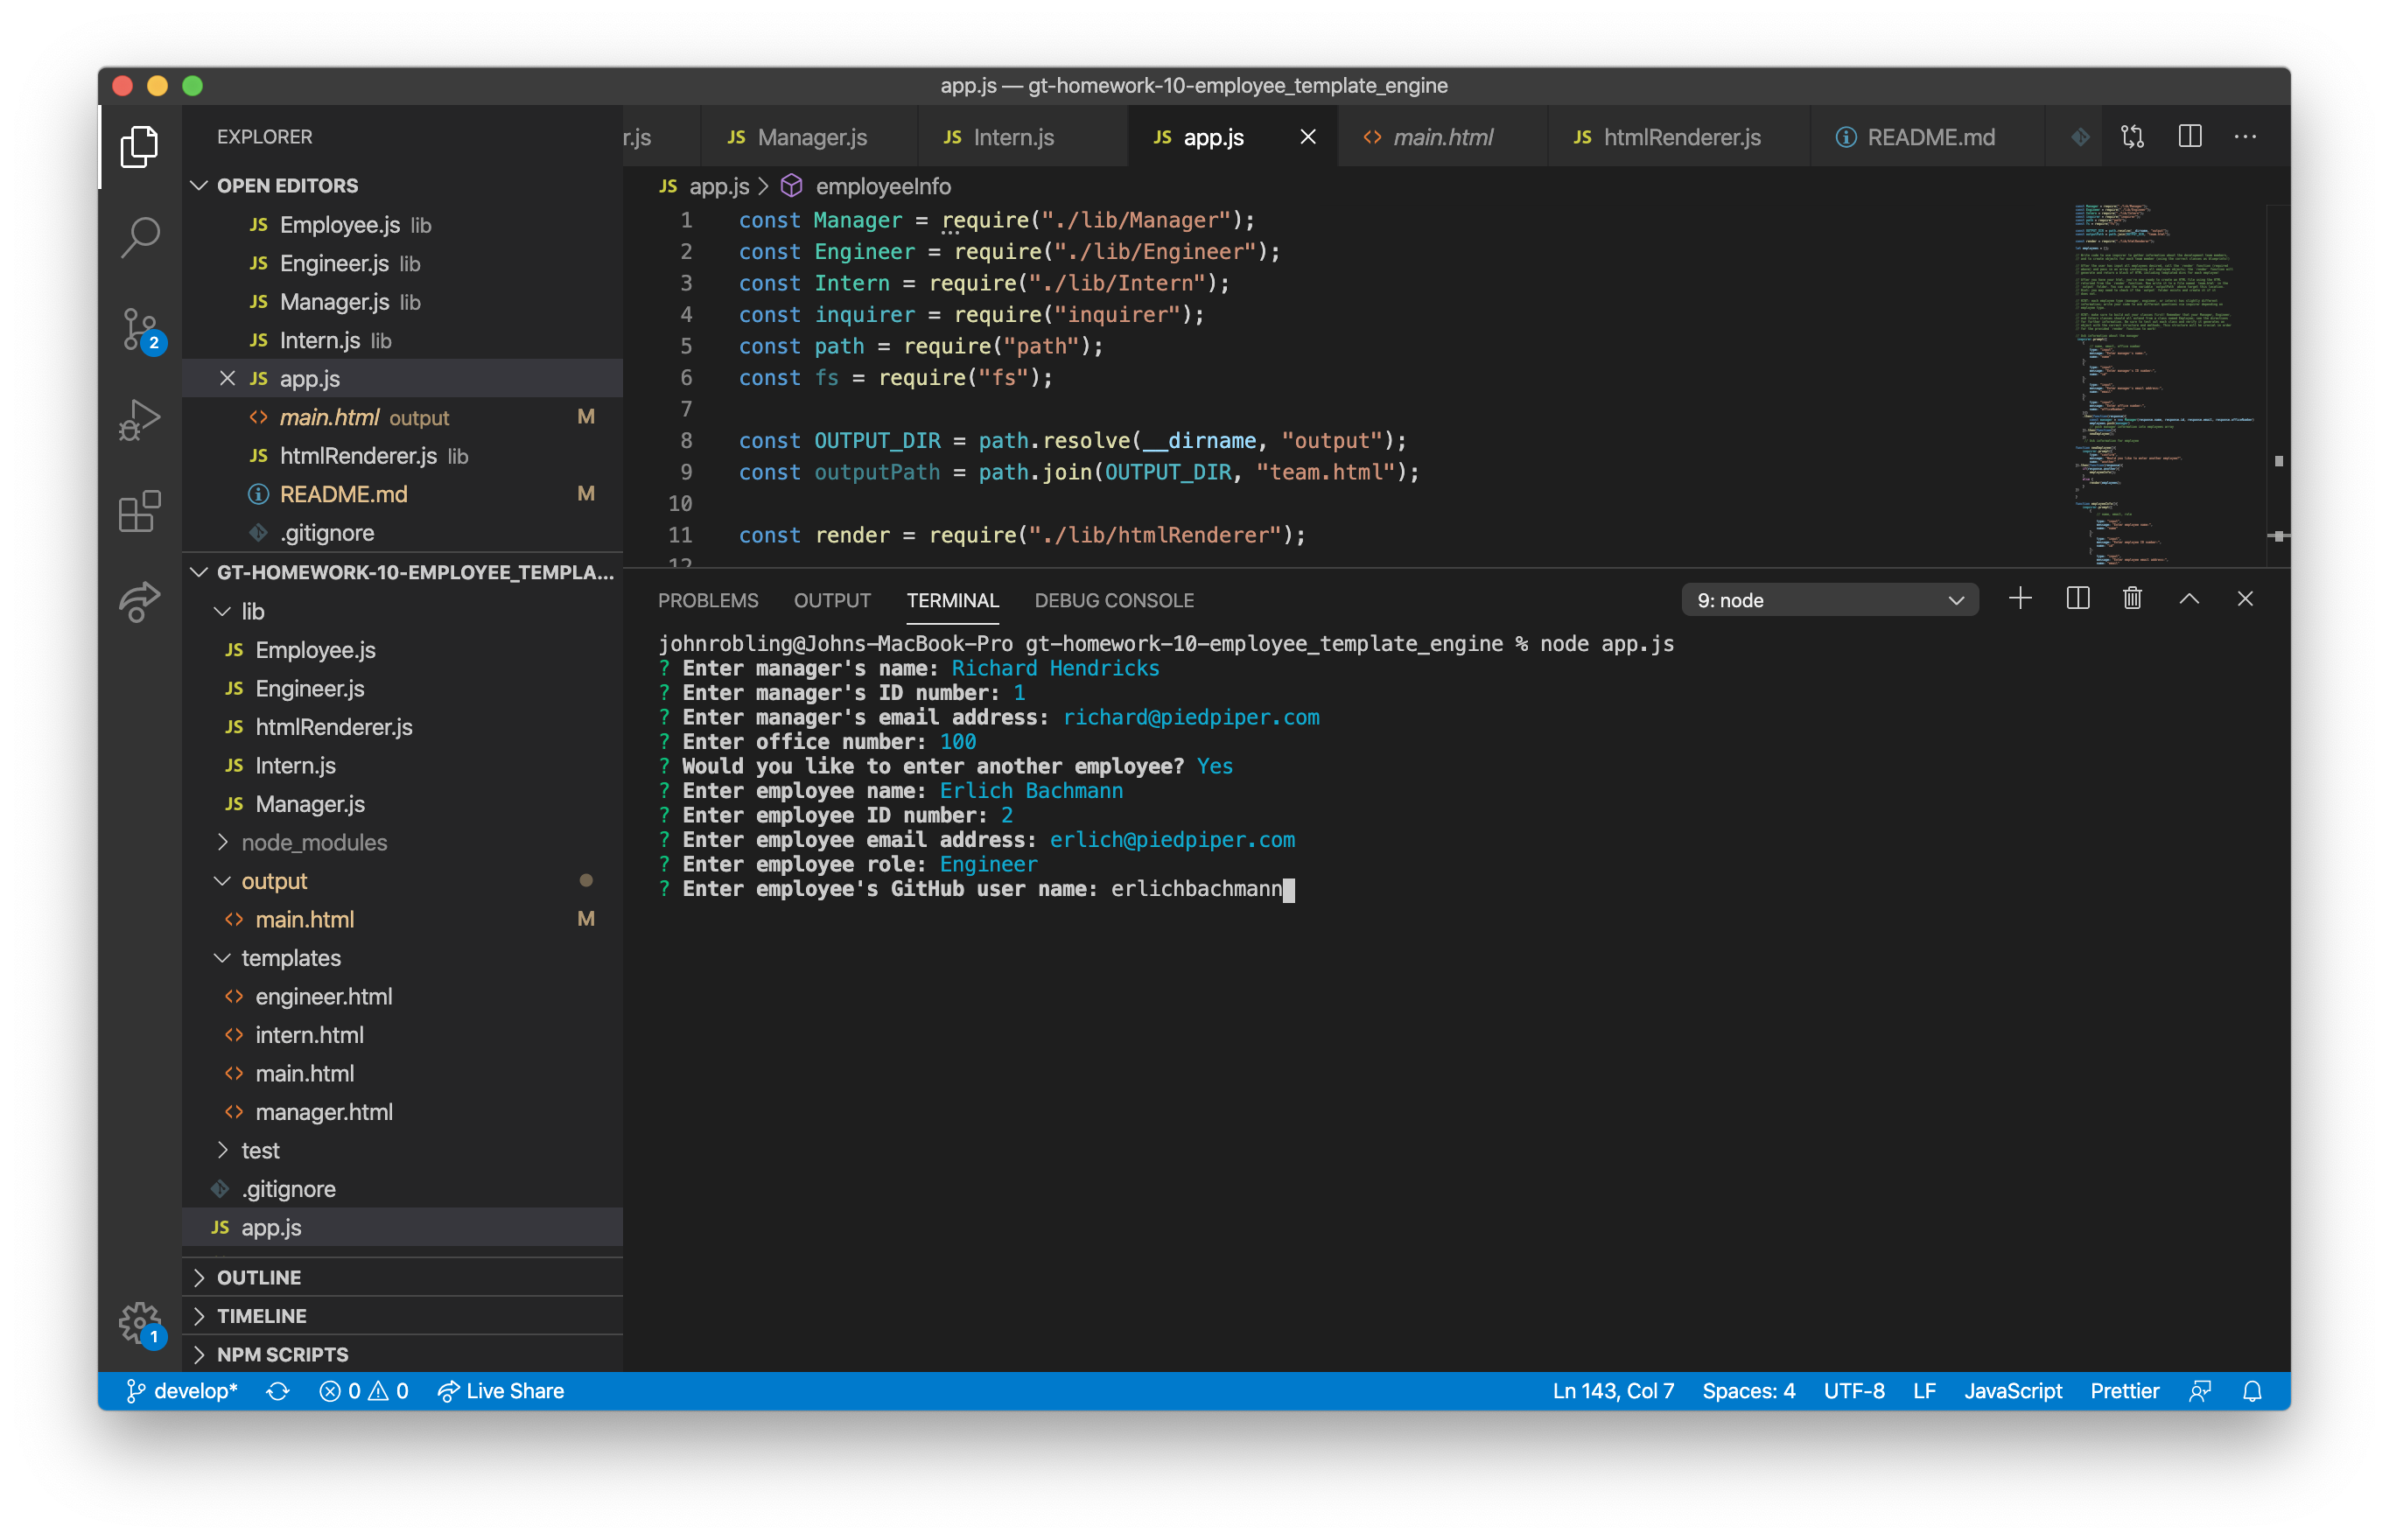 app.js — gt-homework-10-employee_template_engine
EXPLORER
OPEN EDITORS
JS Employee.js lib
JS Engineer.js lib
JS Manager.js lib
JS Intern.js lib
JS app.js
main.html output M
JS htmlRenderer.js lib
README.md M
.gitignore
GT-HOMEWORK-10-EMPLOYEE_TEMPLA...
lib
JS Employee.js
JS Engineer.js
JS htmlRenderer.js
JS Intern.js
JS Manager.js
node_modules
output
main.html M
templates
engineer.html
intern.html
main.html
manager.html
test
.gitignore
JS app.js
OUTLINE
TIMELINE
NPM SCRIPTS
2
1
r.js JS Manager.js JS Intern.js JS app.js main.html JS htmlRenderer.js README.md
JS app.js employeeInfo
1 const Manager = require("./lib/Manager");
2 const Engineer = require("./lib/Engineer");
3 const Intern = require("./lib/Intern");
4 const inquirer = require("inquirer");
5 const path = require("path");
6 const fs = require("fs");
7
8 const OUTPUT_DIR = path.resolve(__dirname, "output");
9 const outputPath = path.join(OUTPUT_DIR, "team.html");
10
11 const render = require("./lib/htmlRenderer");
12
PROBLEMS OUTPUT TERMINAL DEBUG CONSOLE 9: node
johnrobling@Johns-MacBook-Pro gt-homework-10-employee_template_engine % node app.js
? Enter manager's name: Richard Hendricks
? Enter manager's ID number: 1
? Enter manager's email address: richard@piedpiper.com
? Enter office number: 100
? Would you like to enter another employee? Yes
? Enter employee name: Erlich Bachmann
? Enter employee ID number: 2
? Enter employee email address: erlich@piedpiper.com
? Enter employee role: Engineer
? Enter employee's GitHub user name: erlichbachmann
develop* 0 0 Live Share Ln 143, Col 7 Spaces: 4 UTF-8 LF JavaScript Prettier